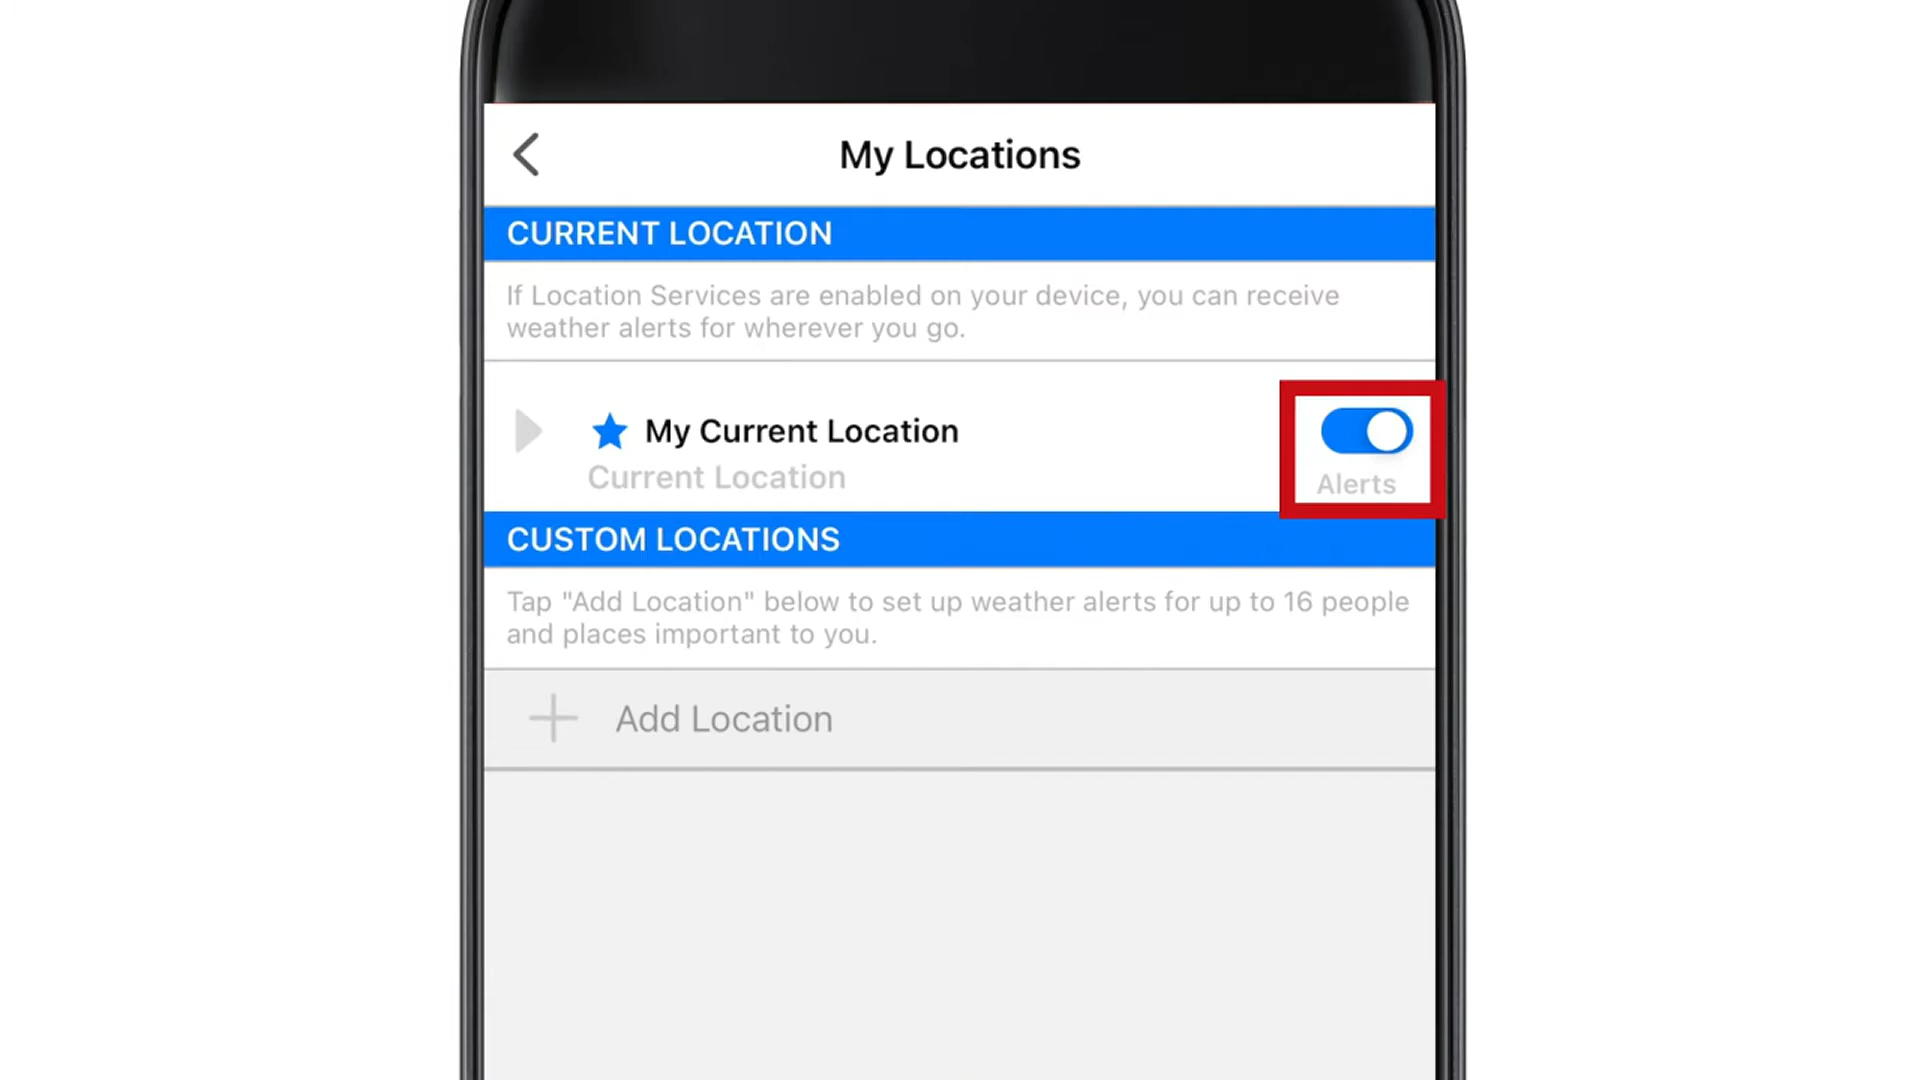 My Locations
CURRENT LOCATION
If Location Services are enabled on your device, you can receive
weather alerts for wherever you go.
My Current Location
Current Location
Alerts
CUSTOM LOCATIONS
Tap "Add Location" below to set up weather alerts for up to 16 people
and places important to you.
Add Location